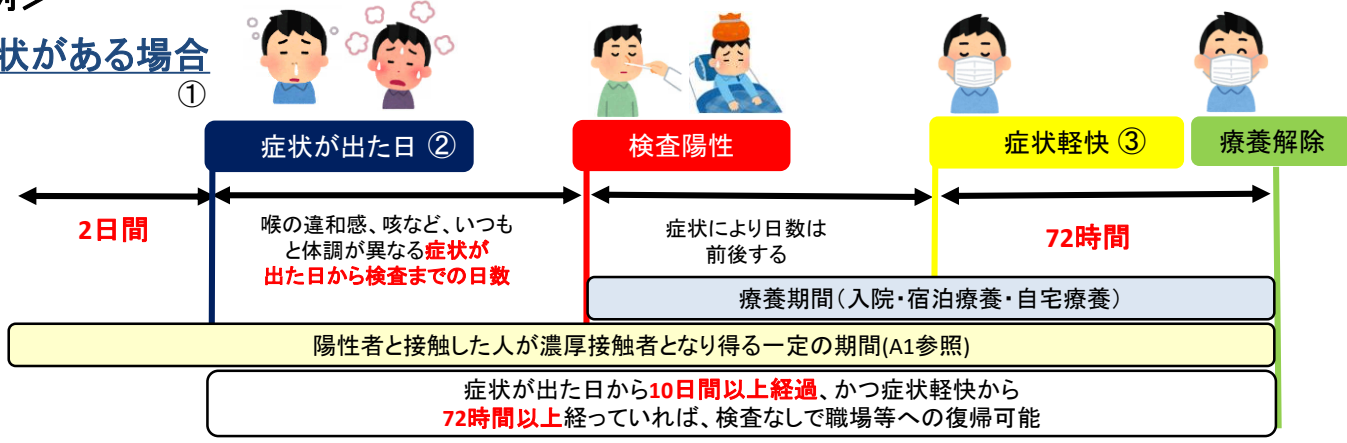 状がある場合
①
症状が出た日 ②
検査陽性
症状軽快 ③
療養解除
2日間
喉の違和感、咳など、いつも
と体調が異なる症状が
出た日から検査までの日数
症状により日数は
前後する
72時間
療養期間(入院・宿泊療養・自宅療養)
陽性者と接触した人が濃厚接触者となり得る一定の期間(A1参照)
症状が出た日から10日間以上経過、かつ症状軽快から
72時間以上経っていれば、検査なしで職場等への復帰可能